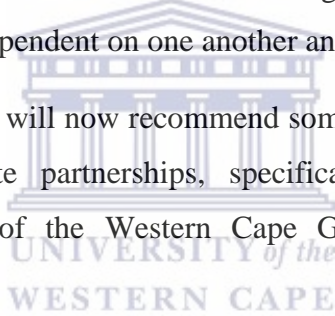 pendent on one another an
will now recommend som
te partnerships, specifica
of the Western Cape G
UNIVERSITY of the
WESTERN CAPE